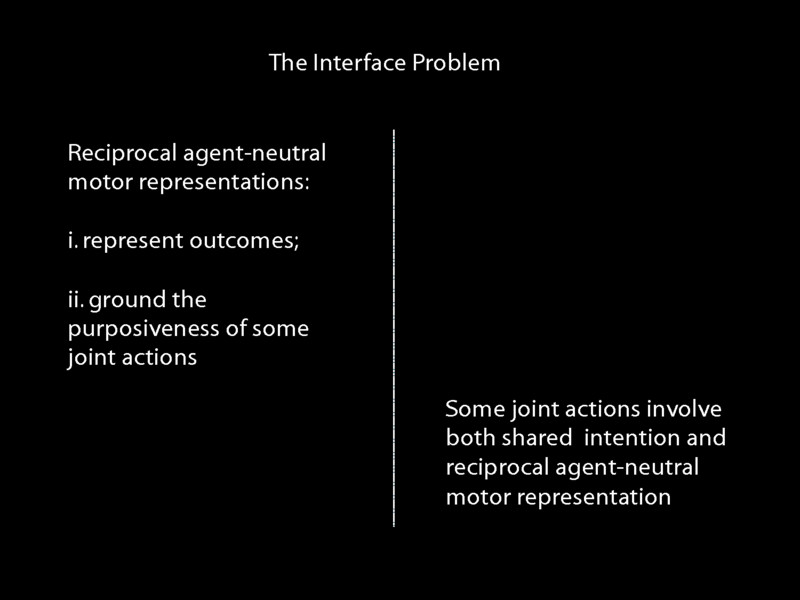 The Interface Problem
Reciprocal agent-neutral
motor representations:
i. represent outcomes;
ii. ground the
purposiveness of some
joint actions
Some joint actions involve
both shared  intention and
reciprocal agent-neutral
motor representation